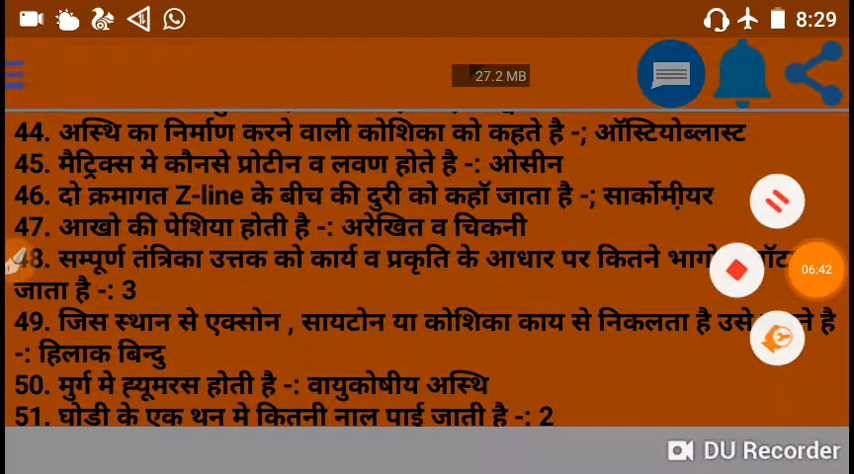 8:29
27.2 MB
44. अस्थि का निर्माण करने वाली कोशिका को कहते है -; ऑस्टियोब्लास्ट
45. मैट्रिक्स मे कौनसे प्रोटीन व लवण होते है -: ओसीन
46. दो क्रमागत Z-line के बीच की दुरी को कहॉ जाता है -; सार्कोमी़यर
47. आखो की पेशिया होती है -: अरेखित व चिकनी
48. सम्पूर्ण तंत्रिका उत्तक को कार्य व प्रकृति के आधार पर कितने
06:42
जाता है -: 3
49. जिस स्थान से एक्सोन , सायटोन या कोशिका काय से निकलता है उसे है
-: हिलाक बिन्दु
50. मुर्ग मे ह्यूमरस होती है -: वायुकोषीय अस्थि
51. घोडी के एक थन मे कितनी नाल पाई जाती है -: 2
DU Recorder